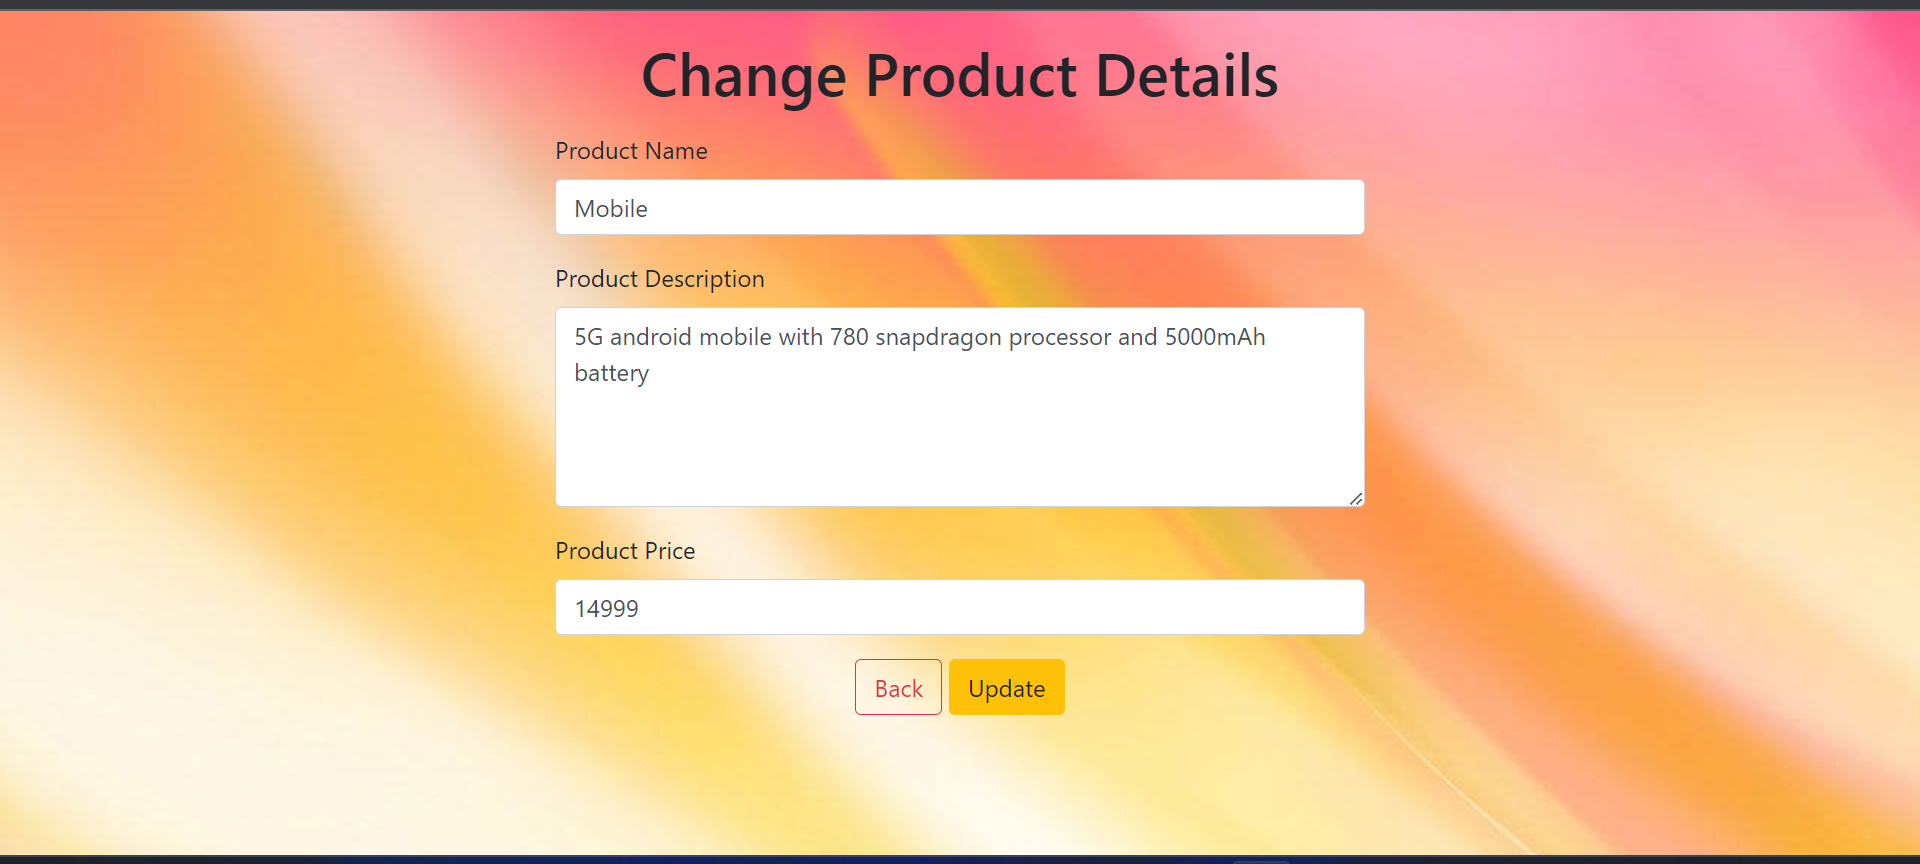 Change Product Details
Product Name
Mobile
Product Description
5G android mobile with 780 snapdragon processor and 5000mAh
battery
Product Price
14999
Back Update